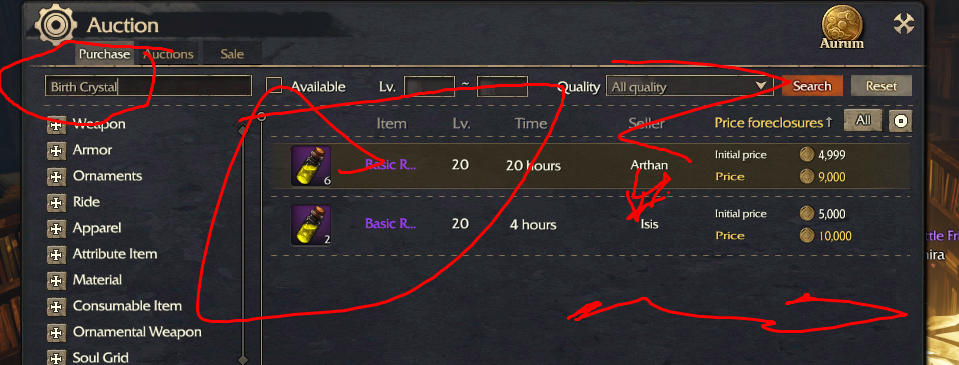 Auction
Aurum
Purchase Auctions Sale
Birth Crystal Available Lv. ~ Quality All quality Search Reset
Weapon
Armor
Ornaments
Ride
Apparel
Attribute Item
Material
Consumable Item
Ornamental Weapon
Soul Grid
Item Lv. Time Seller Price foreclosures↑ All
6 Basic R... 20 20 hours Arthan Initial price 4,999
Price 9,000
2 Basic R... 20 4 hours Isis Initial price 5,000
Price 10,000
ttle Fri
ira